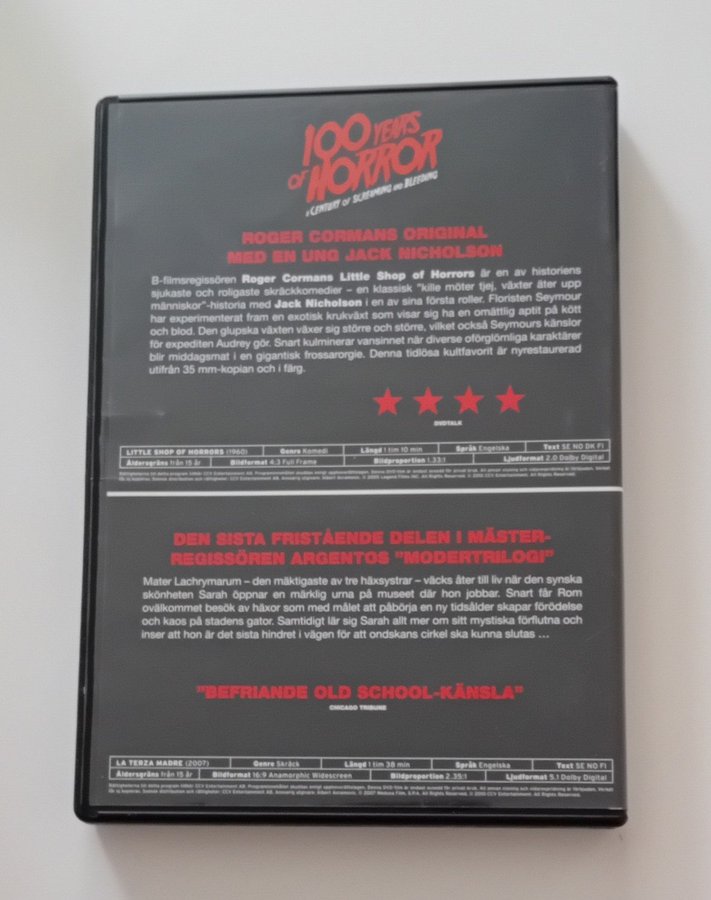 100 YEARS
OF HORROR
A CENTURY OF SCREAMING AND BLEEDING
ROGER CORMANS ORIGINAL
MED EN UNG JACK NICHOLSON
B-filmsregissören Roger Cormans Little Shop of Horrors är en av historiens
sjukaste och roligaste skräckkomedier – en klassisk "kille möter tjej, växter äter upp
människor"-historia med Jack Nicholson i en av sina första roller. Floristen Seymour
har experimenterat fram en exotisk krukväxt som visar sig ha en omättlig aptit på kött
och blod. Den glupska växten växer sig större och större, vilket också Seymours känslor
för expediten Audrey gör. Snart kulminerar vansinnet när diverse oförglömliga karaktärer
blir middagsmat i en gigantisk frossarorgie. Denna tidlösa kultfavorit är nyrestaurerad
utifrån 35 mm-kopian och i färg.
DVDTALK
LITTLE SHOP OF HORRORS (1960) Genre Komedi Längd 1 tim 10 min Språk Engelska Text SE NO DK FI
Åldersgräns från 15 år Bildformat 4:3 Full Frame Bildproportion 1.33:1 Ljudformat 2.0 Dolby Digital
DEN SISTA FRISTÅENDE DELEN I MÄSTER-
REGISSÖREN ARGENTOS "MODERTRILOGI"
Mater Lachrymarum – den mäktigaste av tre häxsystrar – väcks åter till liv när den synska
skönheten Sarah öppnar en märklig urna på museet där hon jobbar. Snart får Rom
ovälkommet besök av häxor som med målet att påbörja en ny tidsålder skapar förödelse
och kaos på stadens gator. Samtidigt lär sig Sarah allt mer om sitt mystiska förflutna och
inser att hon är det sista hindret i vägen för att ondskans cirkel ska kunna slutas ...
"BEFRIANDE OLD SCHOOL-KÄNSLA"
CHICAGO TRIBUNE
LA TERZA MADRE (2007) Genre Skräck Längd 1 tim 38 min Språk Engelska Text SE NO FI
Åldersgräns från 15 år Bildformat 16:9 Anamorphic Widescreen Bildproportion 2.35:1 Ljudformat 5.1 Dolby Digital